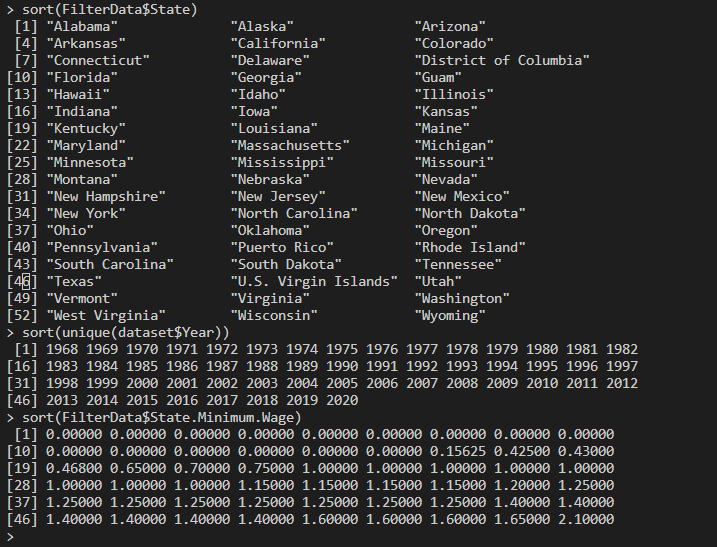 > sort(FilterData$State)
[1] "Alabama" "Alaska" "Arizona"
[4] "Arkansas" "California" "Colorado"
[7] "Connecticut" "Delaware" "District of Columbia"
[10] "Florida" "Georgia" "Guam"
[13] "Hawaii" "Idaho" "Illinois"
[16] "Indiana" "Iowa" "Kansas"
[19] "Kentucky" "Louisiana" "Maine"
[22] "Maryland" "Massachusetts" "Michigan"
[25] "Minnesota" "Mississippi" "Missouri"
[28] "Montana" "Nebraska" "Nevada"
[31] "New Hampshire" "New Jersey" "New Mexico"
[34] "New York" "North Carolina" "North Dakota"
[37] "Ohio" "Oklahoma" "Oregon"
[40] "Pennsylvania" "Puerto Rico" "Rhode Island"
[43] "South Carolina" "South Dakota" "Tennessee"
[46] "Texas" "U.S. Virgin Islands" "Utah"
[49] "Vermont" "Virginia" "Washington"
[52] "West Virginia" "Wisconsin" "Wyoming"
> sort(unique(dataset$Year))
[1] 1968 1969 1970 1971 1972 1973 1974 1975 1976 1977 1978 1979 1980 1981 1982
[16] 1983 1984 1985 1986 1987 1988 1989 1990 1991 1992 1993 1994 1995 1996 1997
[31] 1998 1999 2000 2001 2002 2003 2004 2005 2006 2007 2008 2009 2010 2011 2012
[46] 2013 2014 2015 2016 2017 2018 2019 2020
> sort(FilterData$State.Minimum.Wage)
[1] 0.00000 0.00000 0.00000 0.00000 0.00000 0.00000 0.00000 0.00000 0.00000
[10] 0.00000 0.00000 0.00000 0.00000 0.00000 0.00000 0.15625 0.42500 0.43000
[19] 0.46800 0.65000 0.70000 0.75000 1.00000 1.00000 1.00000 1.00000 1.00000
[28] 1.00000 1.00000 1.00000 1.15000 1.15000 1.15000 1.15000 1.20000 1.25000
[37] 1.25000 1.25000 1.25000 1.25000 1.25000 1.25000 1.25000 1.40000 1.40000
[46] 1.40000 1.40000 1.40000 1.40000 1.60000 1.60000 1.60000 1.65000 2.10000
>